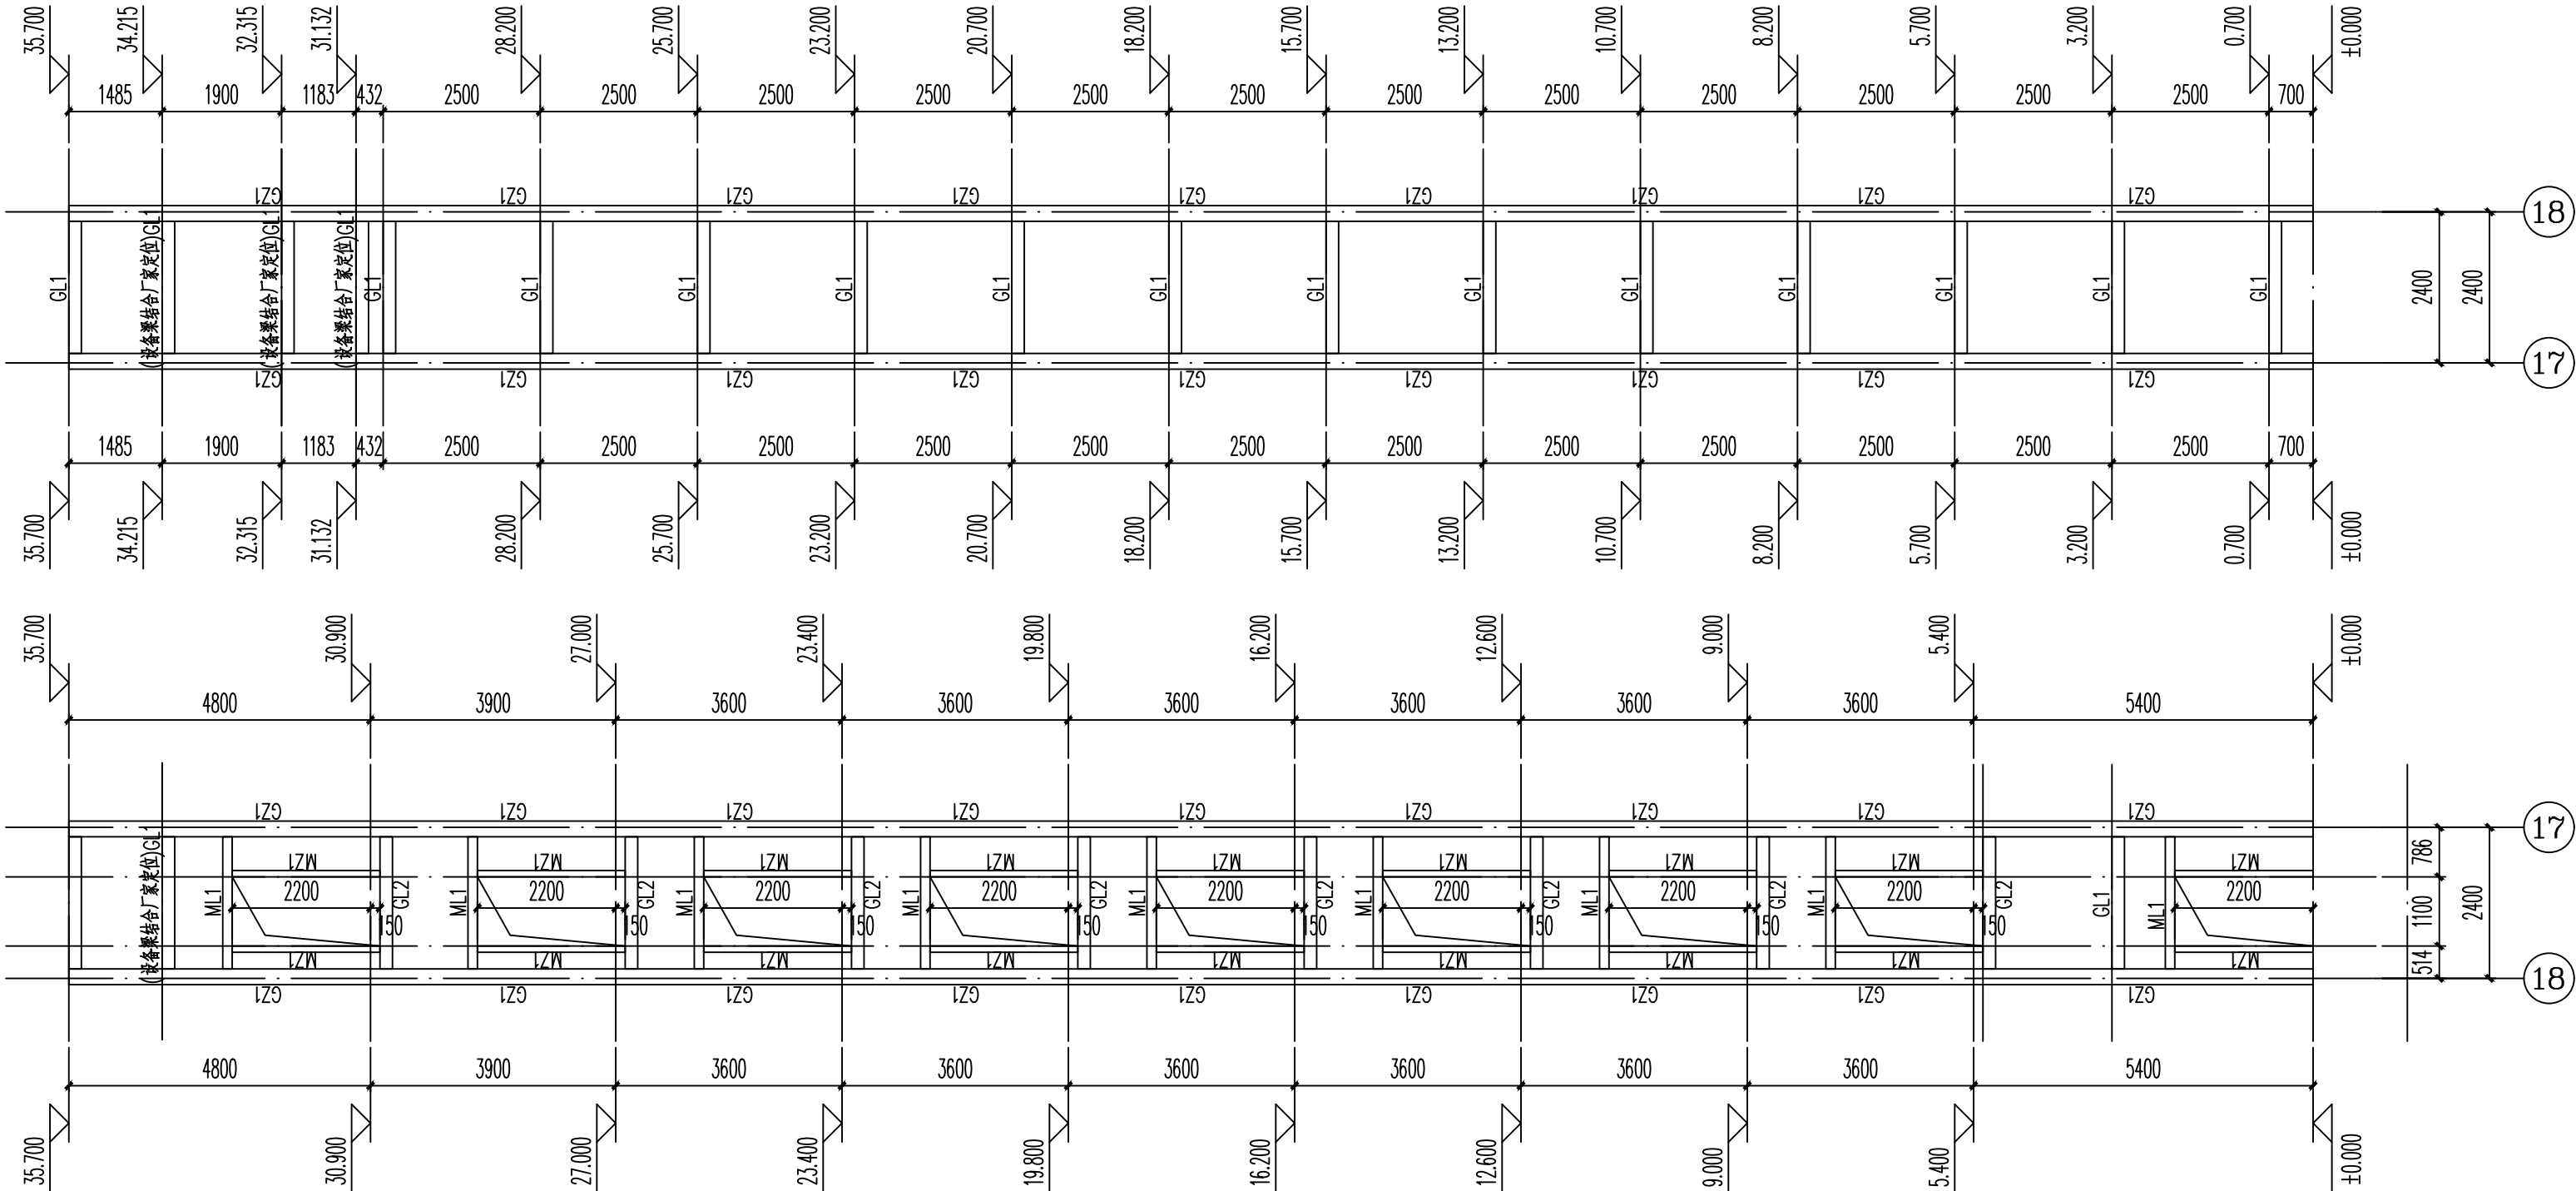 35.700 34.215 32.315 31.132 28.200 25.700 23.200 20.700 18.200 15.700 13.200 10.700 8.200 5.700 3.200 0.700 ±0.000
1485 1900 1183 432 2500 2500 2500 2500 2500 2500 2500 2500 2500 2500 2500 2500 700
GZ1 GZ1 GZ1 GZ1 GZ1 GZ1 GZ1 GZ1 GZ1
18
GL1 (设备梁结合厂家定位)GL1 (设备梁结合厂家定位)GL1 (设备梁结合厂家定位)GL1 GL1 GL1 GL1 GL1 GL1 GL1 GL1 GL1 GL1 GL1 GL1 GL1 GL1
2400 2400
17
GZ1 GZ1 GZ1 GZ1 GZ1 GZ1 GZ1 GZ1 GZ1
1485 1900 1183 432 2500 2500 2500 2500 2500 2500 2500 2500 2500 2500 2500 2500 700
35.700 34.215 32.315 31.132 28.200 25.700 23.200 20.700 18.200 15.700 13.200 10.700 8.200 5.700 3.200 0.700 ±0.000
35.700 30.900 27.000 23.400 19.800 16.200 12.600 9.000 5.400 ±0.000
4800 3900 3600 3600 3600 3600 3600 3600 5400
GZ1 GZ1 GZ1 GZ1 GZ1 GZ1 GZ1 GZ1 GZ1
17
MZ1 MZ1 MZ1 MZ1 MZ1 MZ1 MZ1 MZ1 MZ1
786
(设备梁结合厂家定位)GL1 ML1 2200 GL2 ML1 2200 GL2 ML1 2200 GL2 ML1 2200 GL2 ML1 2200 GL2 ML1 2200 GL2 ML1 2200 GL2 ML1 2200 GL2 GL1 ML1 2200
1100 2400
150 150 150 150 150 150 150 150
MZ1 MZ1 MZ1 MZ1 MZ1 MZ1 MZ1 MZ1 MZ1
514
18
GZ1 GZ1 GZ1 GZ1 GZ1 GZ1 GZ1 GZ1 GZ1
4800 3900 3600 3600 3600 3600 3600 3600 5400
35.700 30.900 27.000 23.400 19.800 16.200 12.600 9.000 5.400 ±0.000